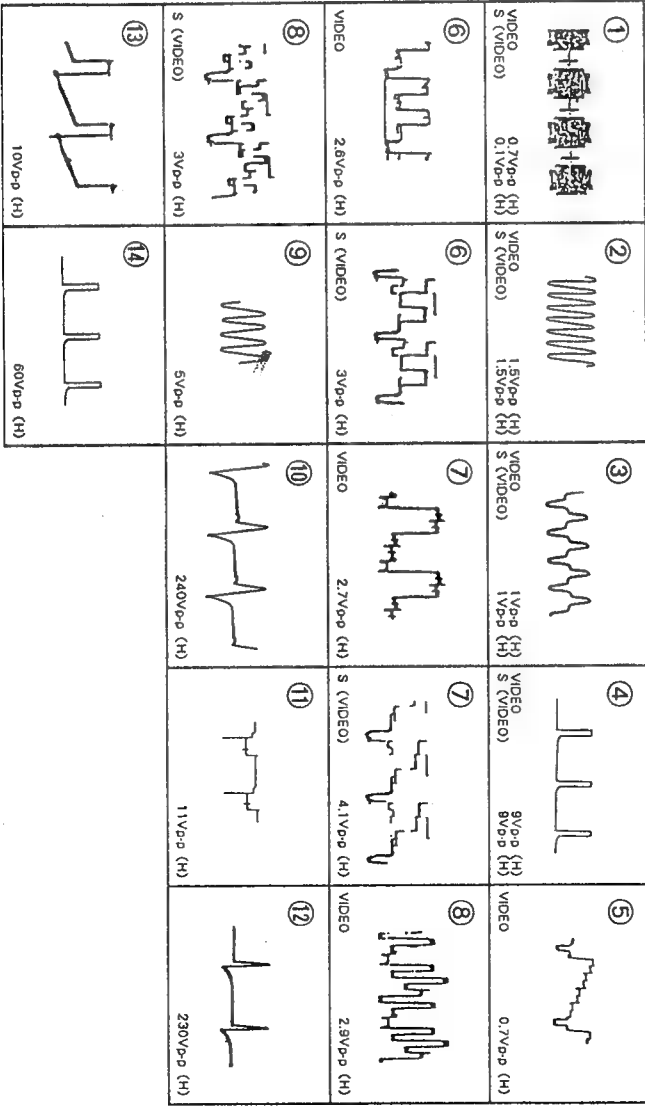 ①
VIDEO 0.7Vp-p (H)
S (VIDEO) 0.1Vp-p (H)
②
VIDEO 1.5Vp-p (H)
S (VIDEO) 1.5Vp-p (H)
③
VIDEO 1Vp-p (H)
S (VIDEO) 1Vp-p (H)
④
VIDEO 9Vp-p (H)
S (VIDEO) 9Vp-p (H)
⑤
VIDEO 0.7Vp-p (H)
⑥
VIDEO 2.6Vp-p (H)
⑥
S (VIDEO) 3Vp-p (H)
⑦
VIDEO 2.7Vp-p (H)
⑦
S (VIDEO) 4.1Vp-p (H)
⑧
VIDEO 2.9Vp-p (H)
⑧
S (VIDEO) 3Vp-p (H)
⑨
5Vp-p (H)
⑩
240Vp-p (H)
⑪
11Vp-p (H)
⑫
230Vp-p (H)
⑬
10Vp-p (H)
⑭
60Vp-p (H)